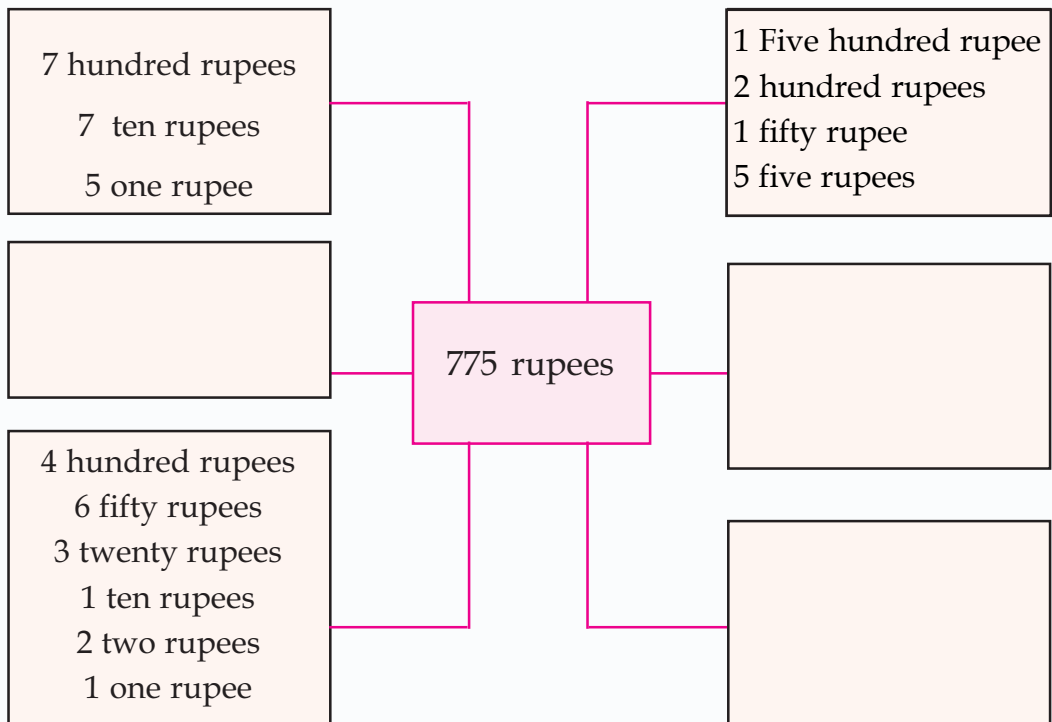 7 hundred rupees
7 ten rupees
5 one rupee
1 Five hundred rupee
2 hundred rupees
1 fifty rupee
5 five rupees
775 rupees
4 hundred rupees
6 fifty rupees
3 twenty rupees
1 ten rupees
2 two rupees
1 one rupee